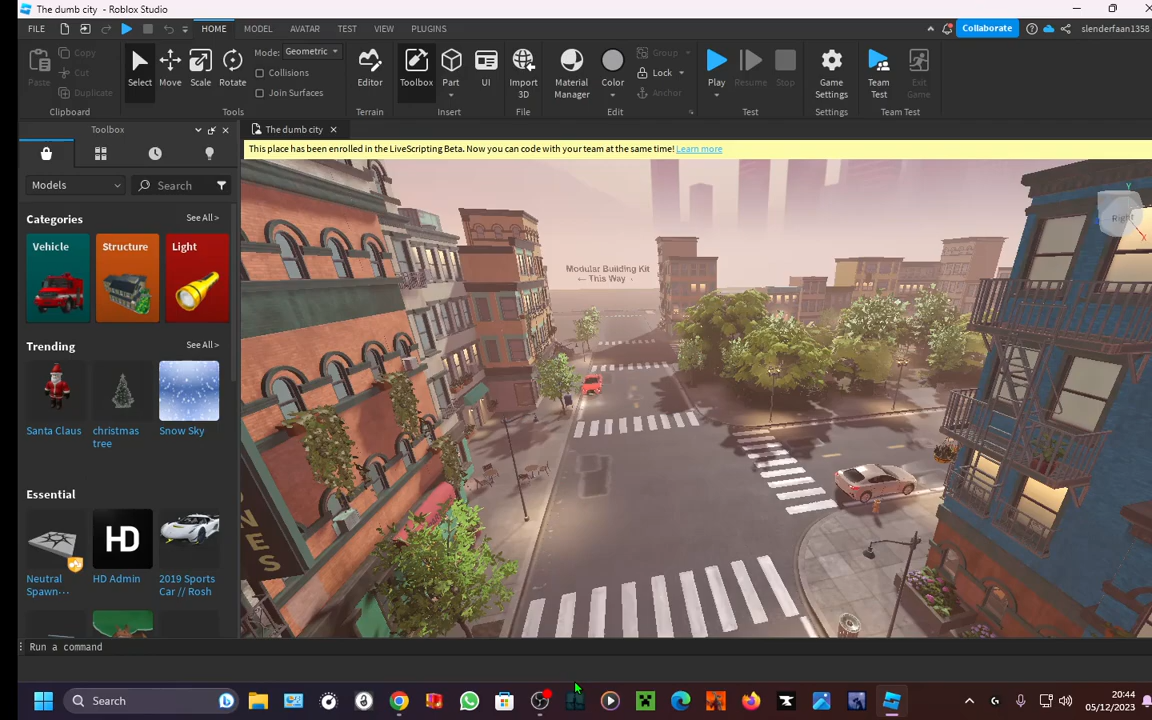 The dumb city - Roblox Studio
FILE HOME MODEL AVATAR TEST VIEW PLUGINS Collaborate slenderfaan1358
Paste Copy Cut Duplicate Clipboard
Select Move Scale Rotate Mode: Geometric Collisions Join Surfaces Tools
Editor Terrain
Toolbox Part UI Insert
Import 3D File
Material Manager Color Group Lock Anchor Edit
Play Resume Stop Test
Game Settings Settings
Team Test Exit Game Team Test
Toolbox
The dumb city
This place has been enrolled in the LiveScripting Beta. Now you can code with your team at the same time! Learn more
Models Search
Categories See All >
Vehicle Structure Light
Trending See All >
Santa Claus christmas tree Snow Sky
Essential
HD
Neutral Spawn... HD Admin 2019 Sports Car // Rosh
Modular Building Kit
← This Way
Right
Y
X
NES
Run a command
Search
20:44
05/12/2023